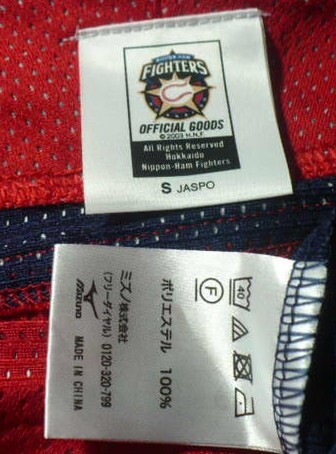 NIPPON-HAM
FIGHTERS
OFFICIAL GOODS
©2003 H.N.F.
All Rights Reserved
Hokkaido
Nippon-Ham Fighters
S JASPO
40
F
ポリエステル 100%
ミズノ株式会社
(フリーダイヤル) 0120-320-799
MIZUNO
MADE IN CHINA